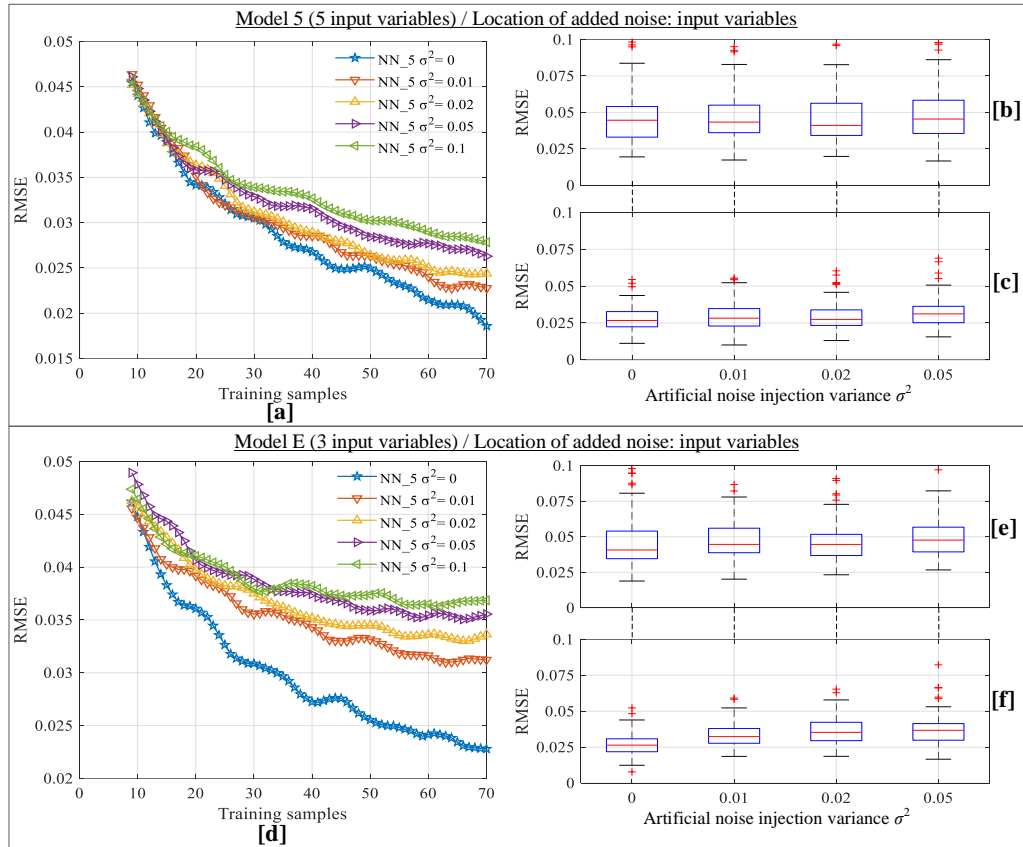 Model 5 (5 input variables) / Location of added noise: input variables
0.05
0.045
0.04
0.035
0.03
0.025
0.02
0.015
RMSE
0
10
20
30
40
50
60
70
Training samples
[a]
NN_5 σ²= 0
NN_5 σ²= 0.01
NN_5 σ²= 0.02
NN_5 σ²= 0.05
NN_5 σ²= 0.1
0.1
0.075
0.05
0.025
0
RMSE
[b]
0.1
0.075
0.05
0.025
0
RMSE
[c]
0
0.01
0.02
0.05
Artificial noise injection variance σ²
Model E (3 input variables) / Location of added noise: input variables
0.05
0.045
0.04
0.035
0.03
0.025
0.02
RMSE
0
10
20
30
40
50
60
70
Training samples
[d]
NN_5 σ²= 0
NN_5 σ²= 0.01
NN_5 σ²= 0.02
NN_5 σ²= 0.05
NN_5 σ²= 0.1
0.1
0.075
0.05
0.025
0
RMSE
[e]
0.1
0.075
0.05
0.025
0
RMSE
[f]
0
0.01
0.02
0.05
Artificial noise injection variance σ²